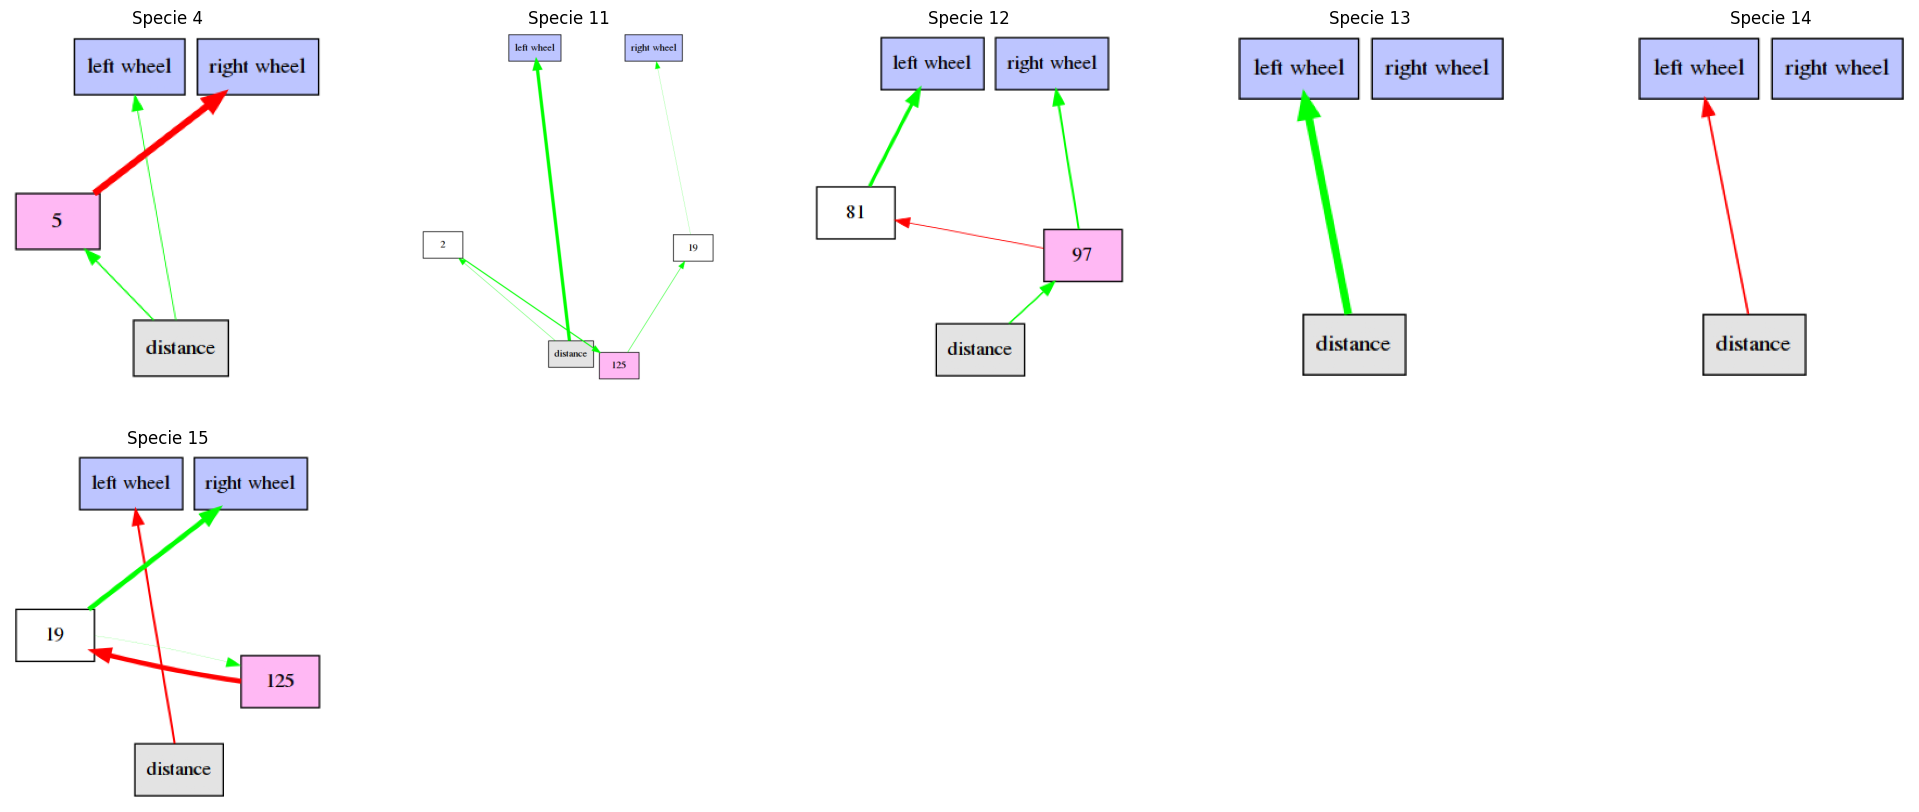 Specie 4
left wheel
right wheel
5
distance
Specie 11
left wheel
right wheel
2
19
distance
125
Specie 12
left wheel
right wheel
81
97
distance
Specie 13
left wheel
right wheel
distance
Specie 14
left wheel
right wheel
distance
Specie 15
left wheel
right wheel
19
125
distance